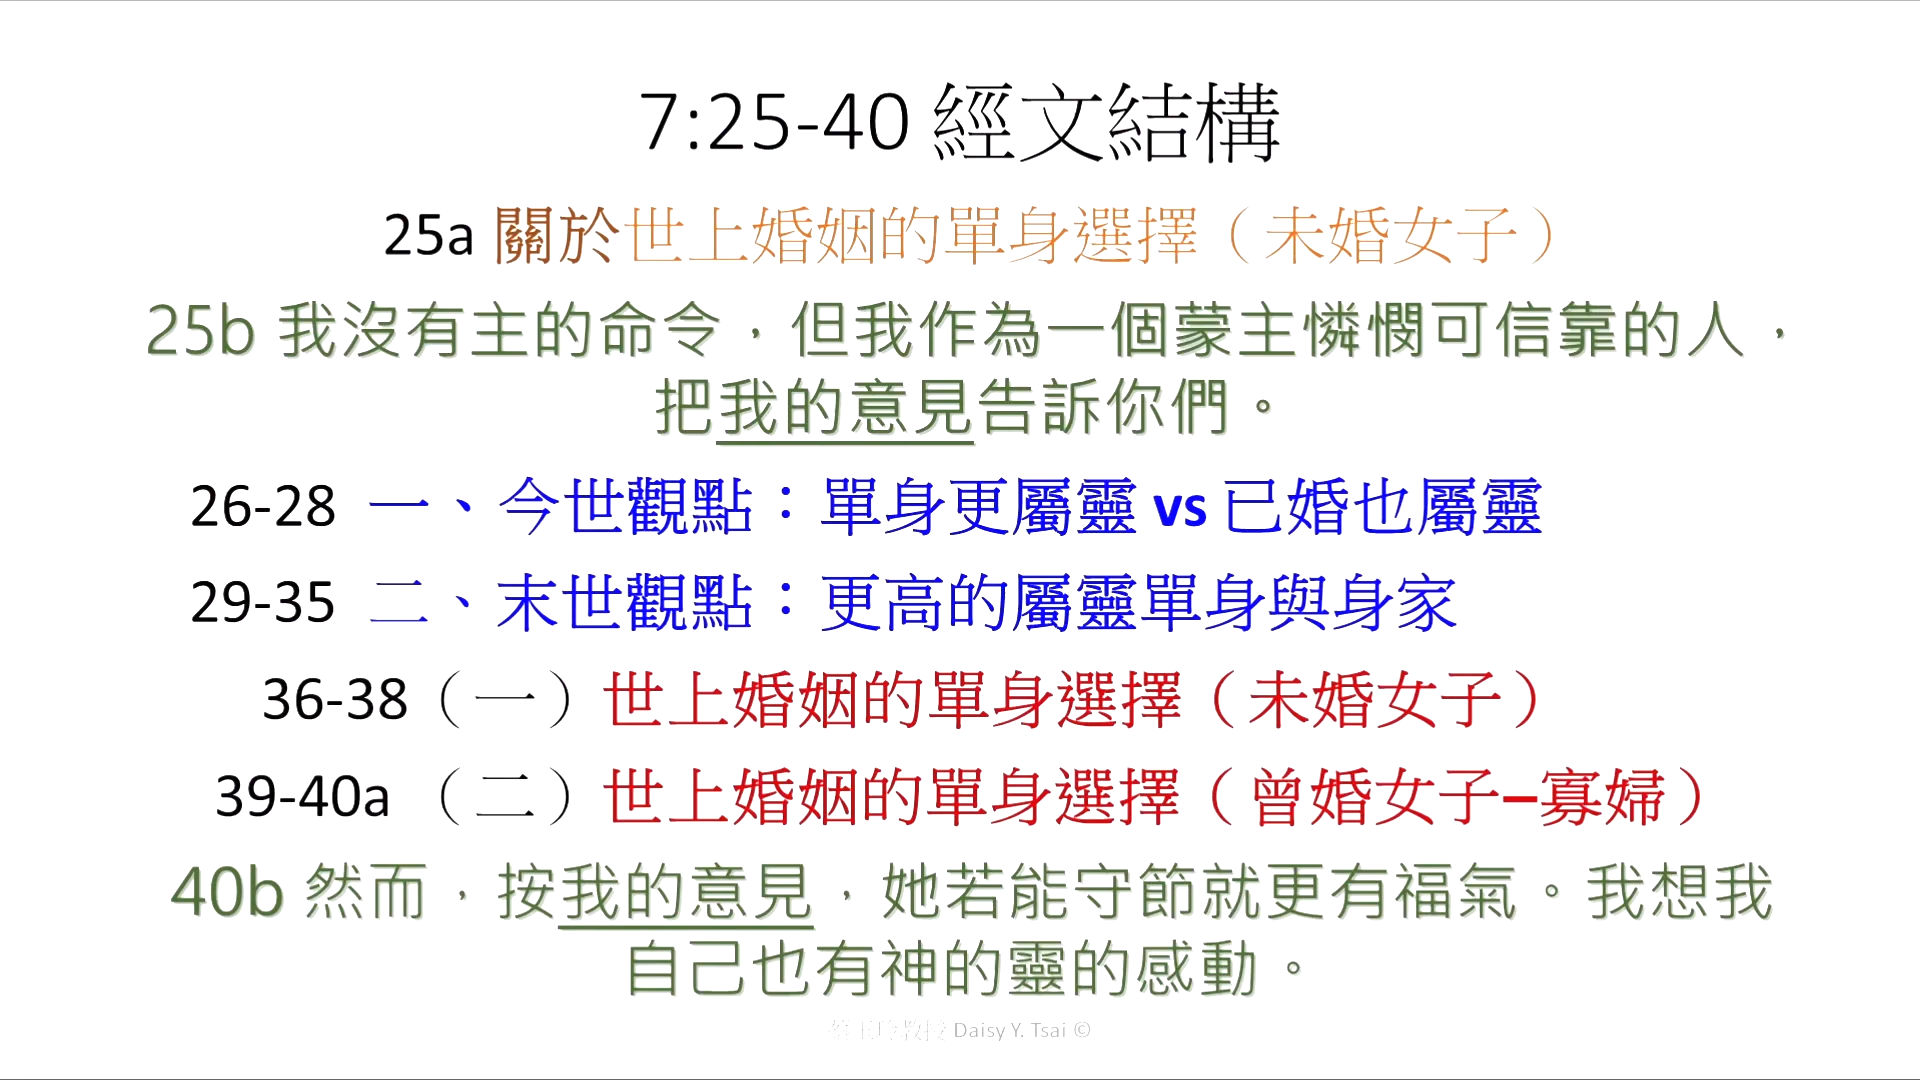 7:25-40 經文結構
25a 關於世上婚姻的單身選擇（未婚女子）
25b 我沒有主的命令，但我作為一個蒙主憐憫可信靠的人，
把我的意見告訴你們。
26-28 一、今世觀點：單身更屬靈 vs 已婚也屬靈
29-35 二、末世觀點：更高的屬靈單身與身家
36-38（一）世上婚姻的單身選擇（未婚女子）
39-40a （二）世上婚姻的單身選擇（曾婚女子–寡婦）
40b 然而，按我的意見，她若能守節就更有福氣。我想我
自己也有神的靈的感動。
教授 Daisy Y. Tsai ©